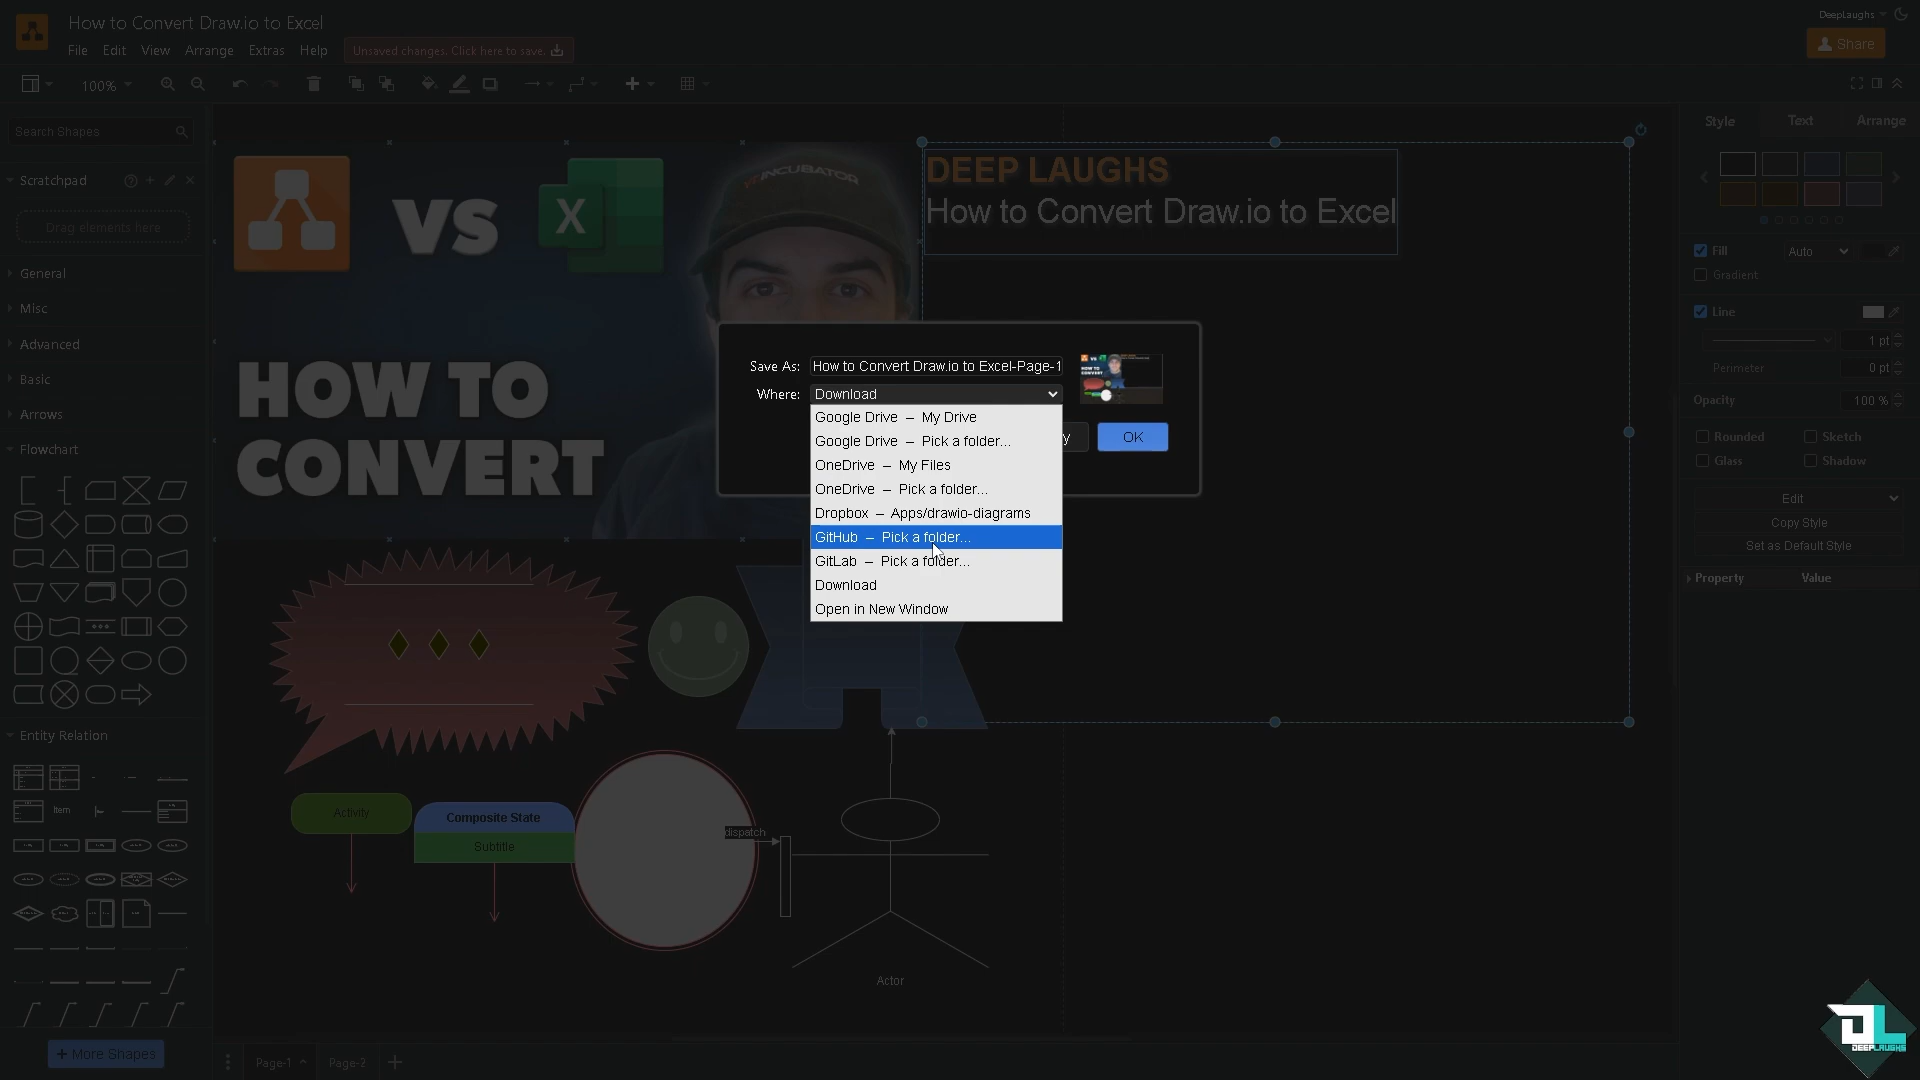 How to Convert Draw.io to Excel
File Edit View Arrange Extras Help
Unsaved changes. Click here to save.
DeepLaughs
Share
100%
Search Shapes
Scratchpad
Drag elements here
General
Misc
Advanced
Basic
Arrows
Flowchart
Entity Relation
Item
+ More Shapes
VS
X
INCUBATOR
HOW TO
CONVERT
DEEP LAUGHS
How to Convert Draw.io to Excel
Save As: How to Convert Draw.io to Excel-Page-1
Where: Download
Google Drive – My Drive
Google Drive – Pick a folder...
OneDrive – My Files
OneDrive – Pick a folder...
Dropbox – Apps/drawio-diagrams
GitHub – Pick a folder...
GitLab – Pick a folder...
Download
Open in New Window
y
OK
Activity
Composite State
Subtitle
dispatch
Actor
Page-1
Page-2
Style Text Arrange
Fill Auto
Gradient
Line
1 pt
Perimeter 0 pt
Opacity 100 %
Rounded Sketch
Glass Shadow
Edit
Copy Style
Set as Default Style
Property Value
DL
DEEPLAUGHS